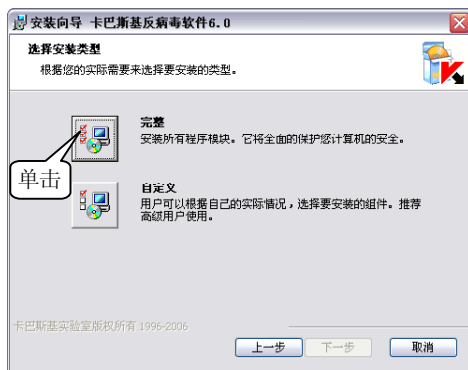 安装向导 卡巴斯基反病毒软件6.0
选择安装类型
根据您的实际需要来选择要安装的类型。
完整
安装所有程序模块。它将全面的保护您计算机的安全。
单击
自定义
用户可以根据自己的实际情况，选择要安装的组件。推荐
高级用户使用。
卡巴斯基实验室版权所有 1996-2006
上一步
下一步
取消